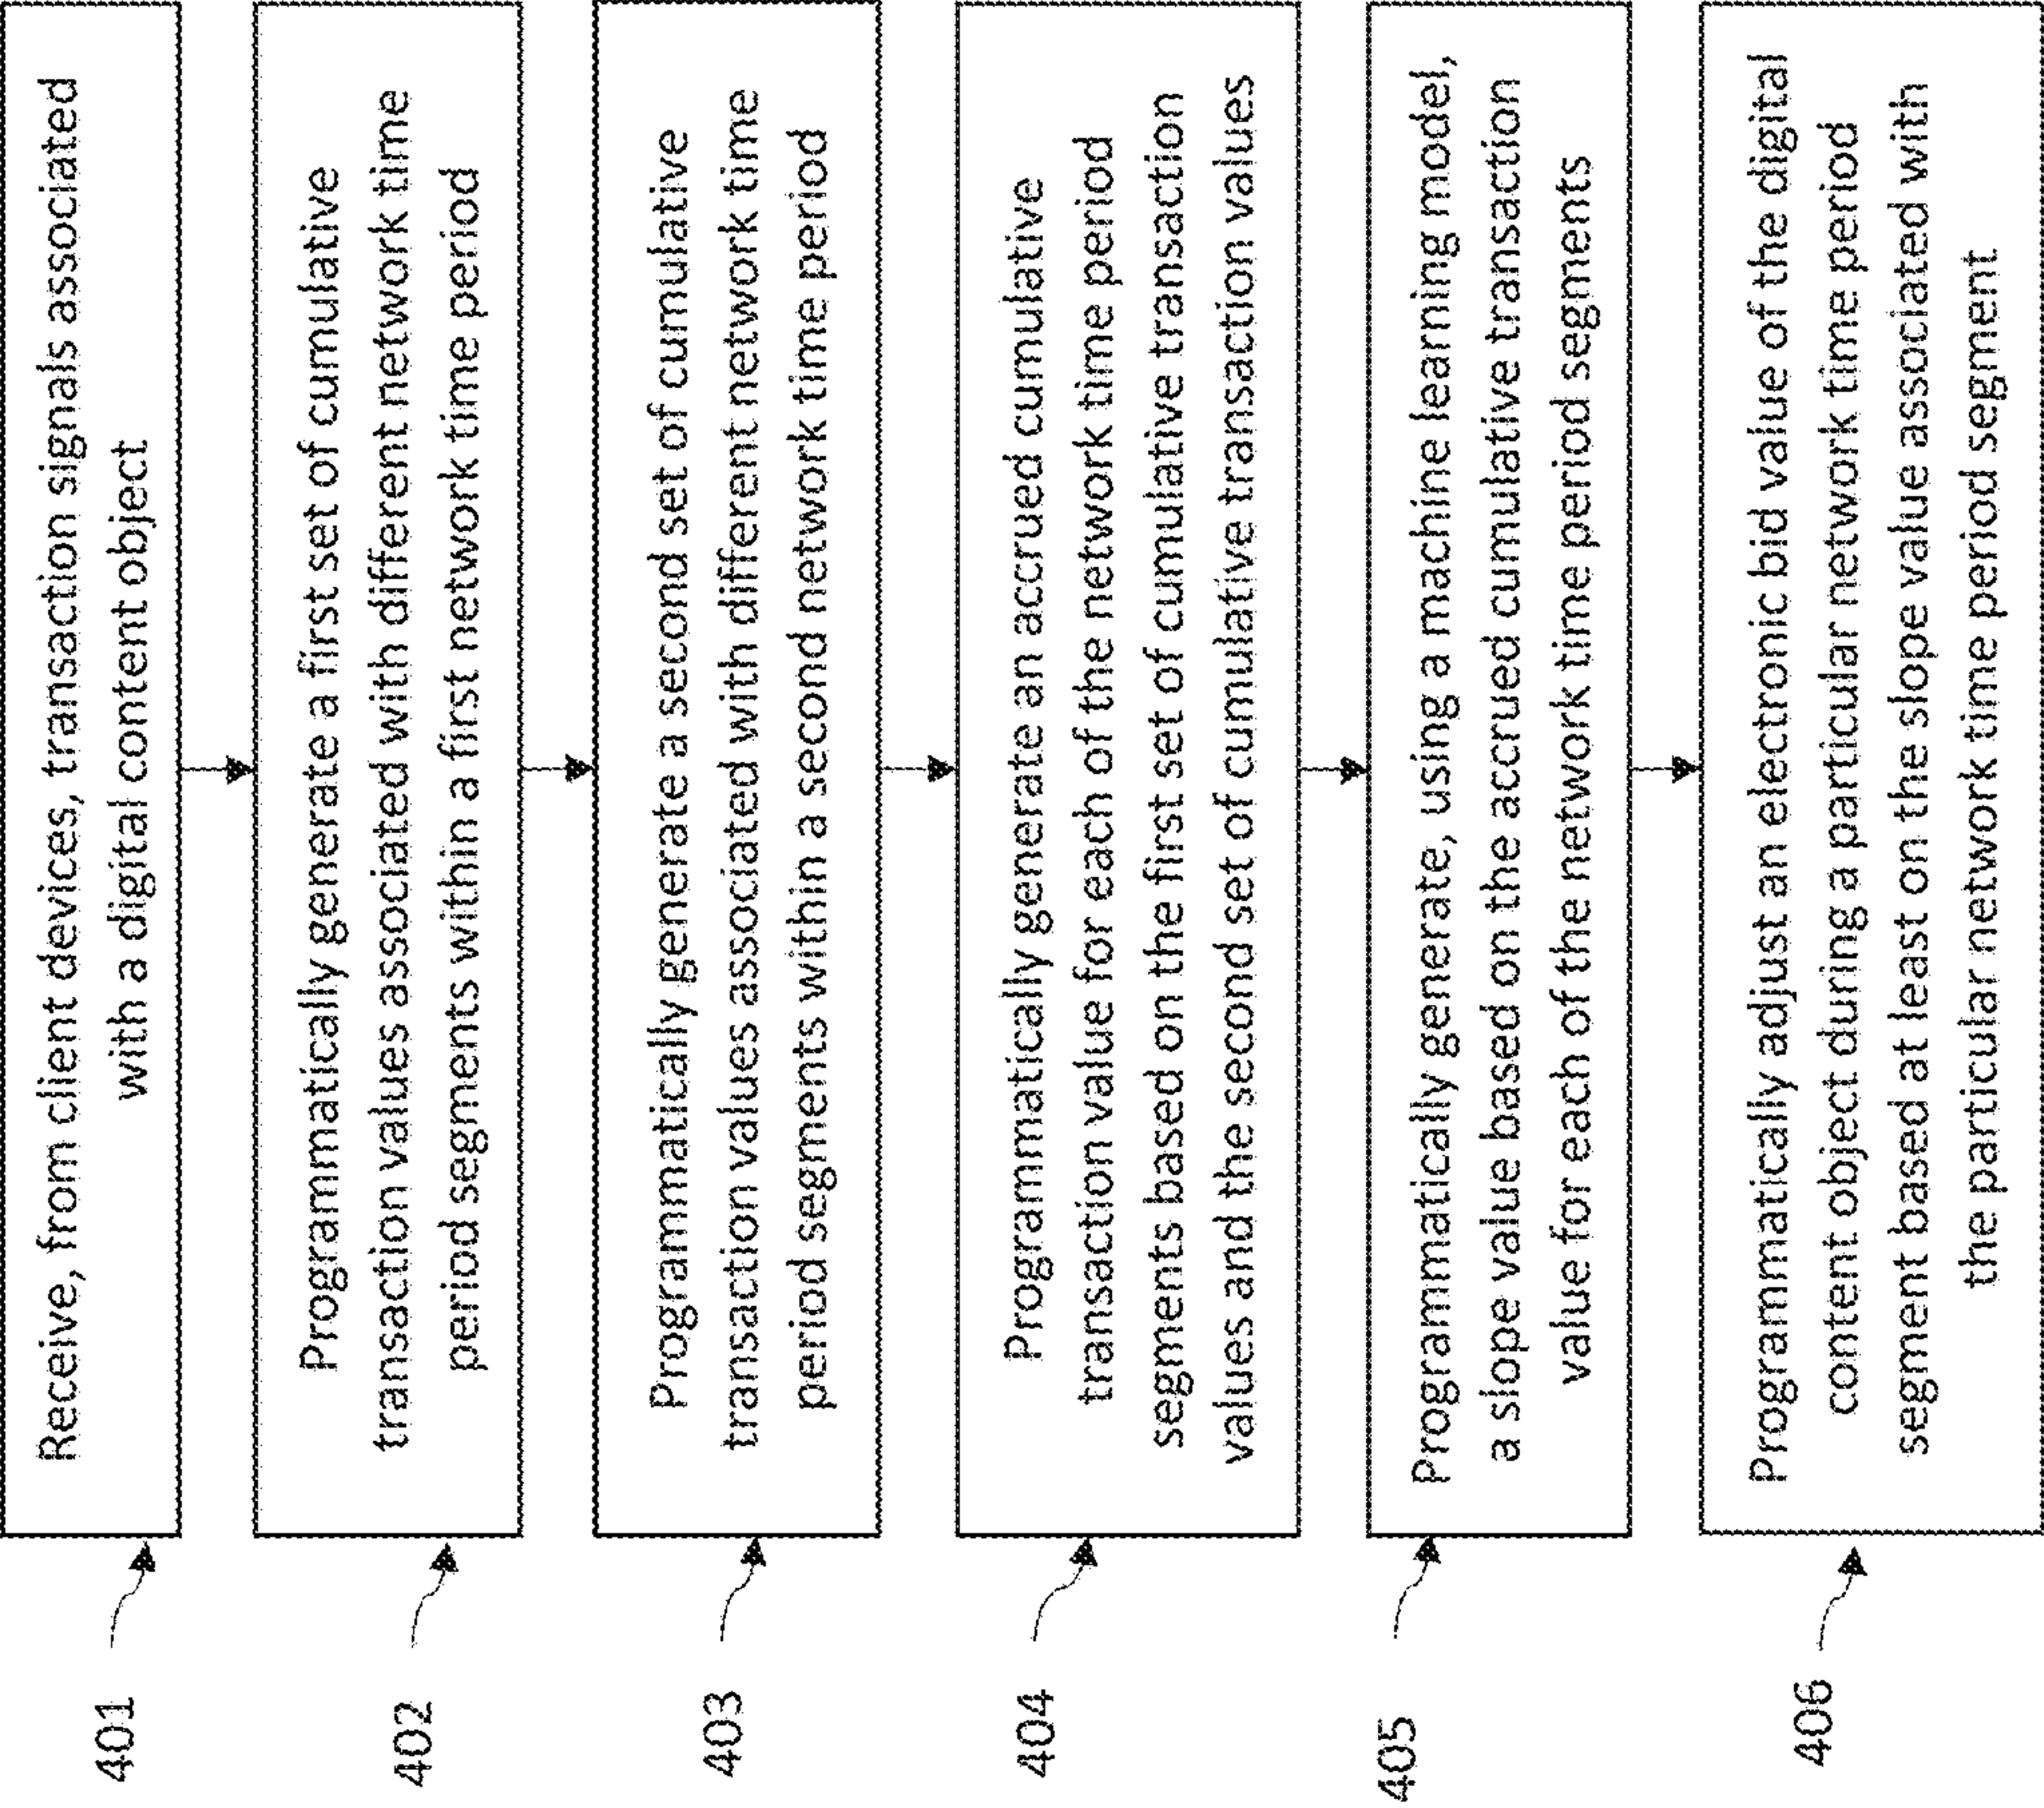 401
Receive, from client devices, transaction signals associated
with a digital content object
402
Programmatically generate a first set of cumulative
transaction values associated with different network time
period segments within a first network time period
403
Programmatically generate a second set of cumulative
transaction values associated with different network time
period segments within a second network time period
404
Programmatically generate an accrued cumulative
transaction value for each of the network time period
segments based on the first set of cumulative transaction
values and the second set of cumulative transaction values
405
Programmatically generate, using a machine learning model,
a slope value based on the accrued cumulative transaction
value for each of the network time period segments
406
Programmatically adjust an electronic bid value of the digital
content object during a particular network time period
segment based at least on the slope value associated with
the particular network time period segment